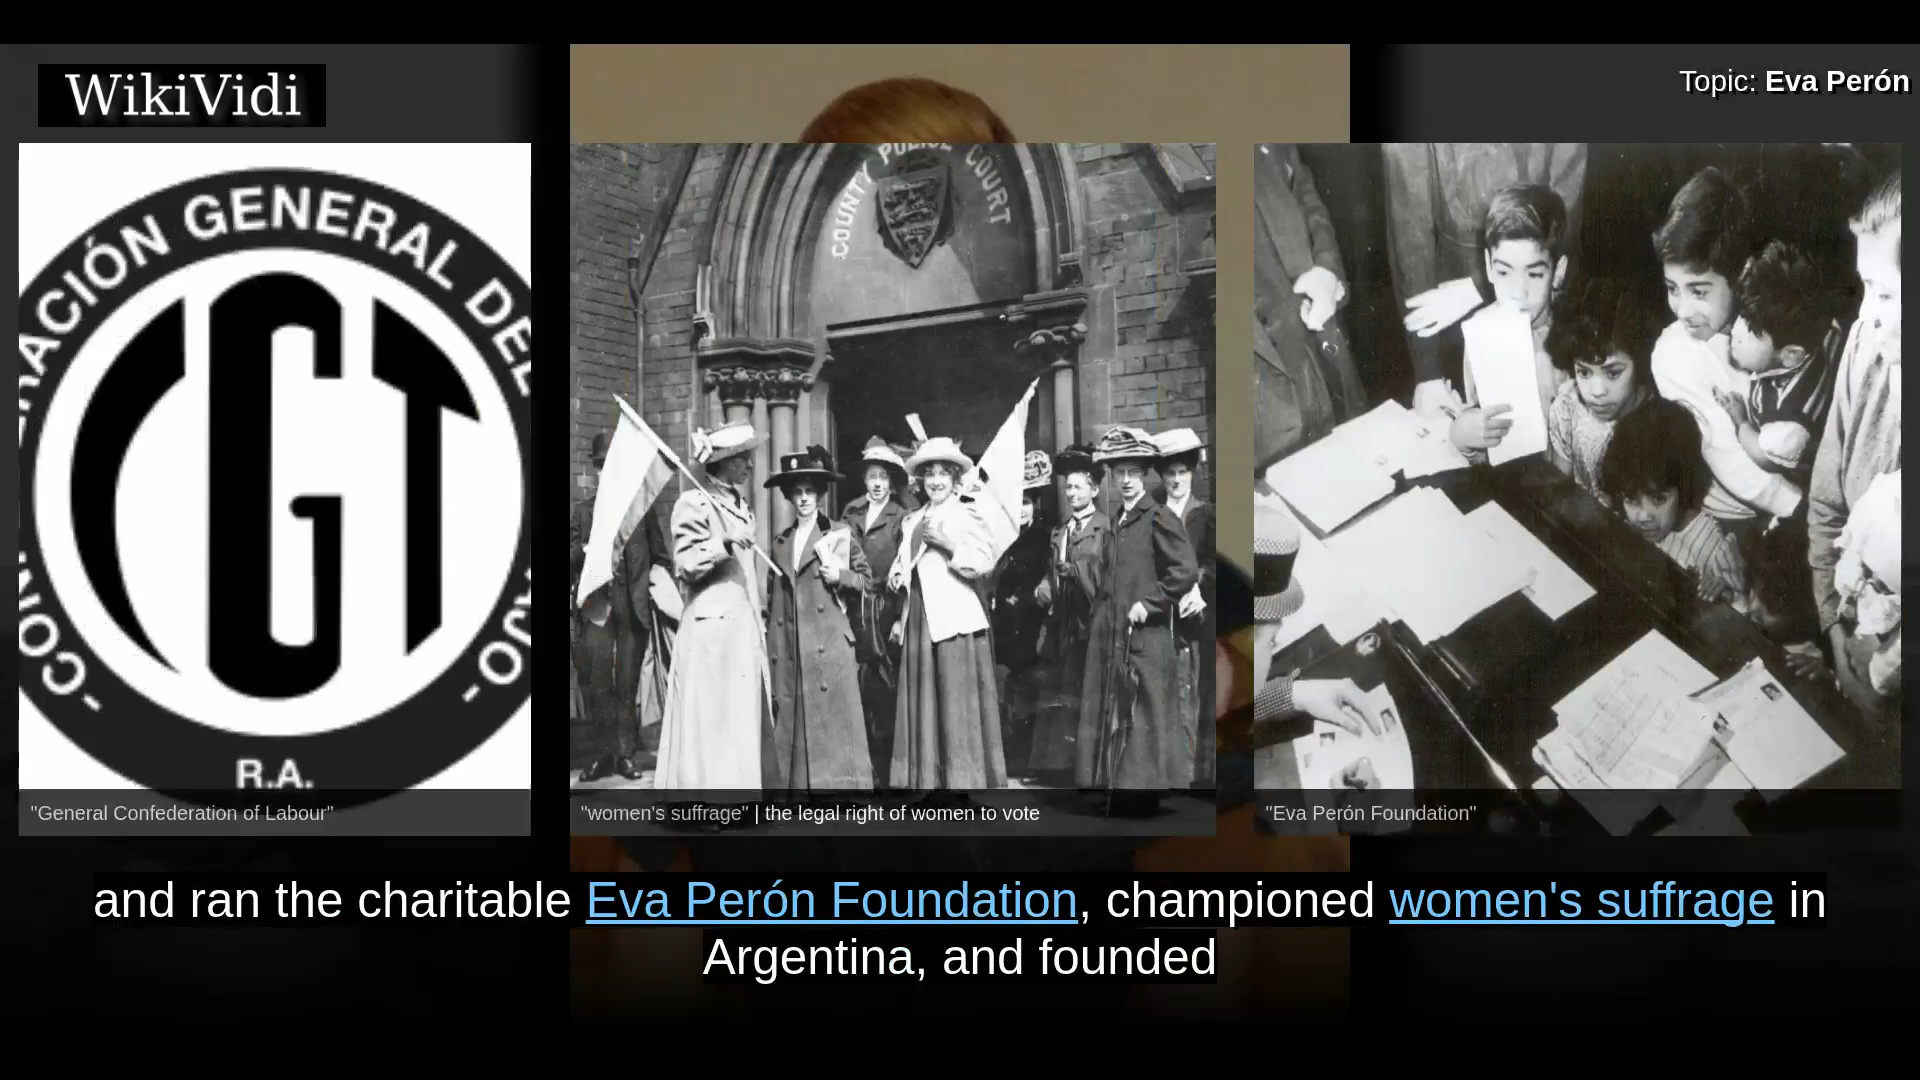 WikiVidi
Topic: Eva Perón
GENERAL DEL
CGT
R.A.
COUNTY POLICE COURT
"General Confederation of Labour"
"women's suffrage" | the legal right of women to vote
"Eva Perón Foundation"
and ran the charitable Eva Perón Foundation, championed women's suffrage in
Argentina, and founded